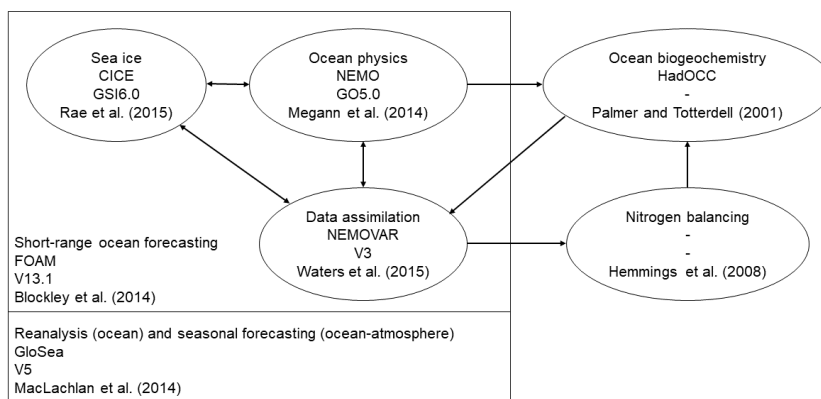 Sea ice
CICE
GSI6.0
Rae et al. (2015)
Ocean physics
NEMO
GO5.0
Megann et al. (2014)
Ocean biogeochemistry
HadOCC
-
Palmer and Totterdell (2001)
Data assimilation
NEMOVAR
V3
Waters et al. (2015)
Nitrogen balancing
-
-
Hemmings et al. (2008)
Short-range ocean forecasting
FOAM
V13.1
Blockley et al. (2014)
Reanalysis (ocean) and seasonal forecasting (ocean-atmosphere)
GloSea
V5
MacLachlan et al. (2014)